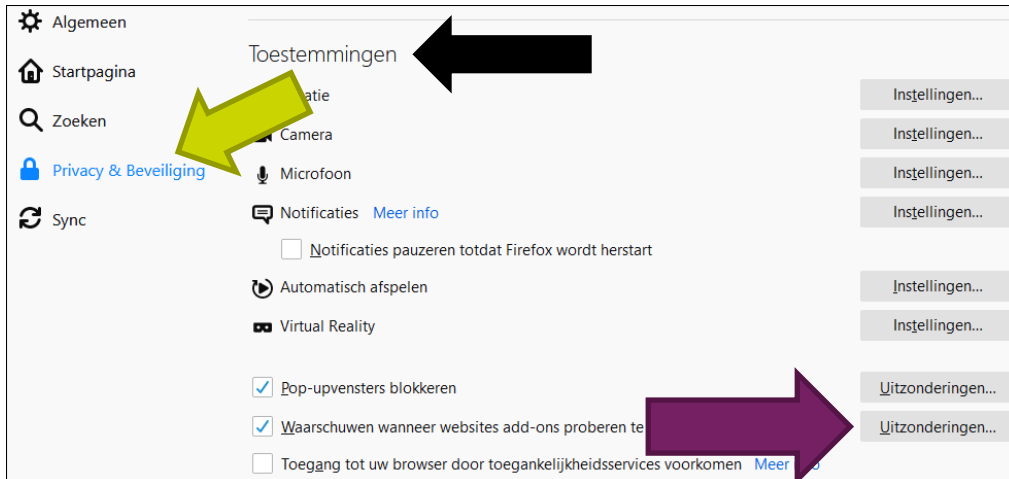 Algemeen
Startpagina
Zoeken
Privacy & Beveiliging
Sync
Toestemmingen
Instellingen...
Camera Instellingen...
Microfoon Instellingen...
Notificaties Meer info Instellingen...
Notificaties pauzeren totdat Firefox wordt herstart
Automatisch afspelen Instellingen...
Virtual Reality Instellingen...
Pop-upvensters blokkeren Uitzonderingen...
Waarschuwen wanneer websites add-ons proberen te Uitzonderingen...
Toegang tot uw browser door toegankelijkheidsservices voorkomen Meer